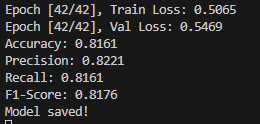 Epoch [42/42], Train Loss: 0.5065
Epoch [42/42], Val Loss: 0.5469
Accuracy: 0.8161
Precision: 0.8221
Recall: 0.8161
F1-Score: 0.8176
Model saved!